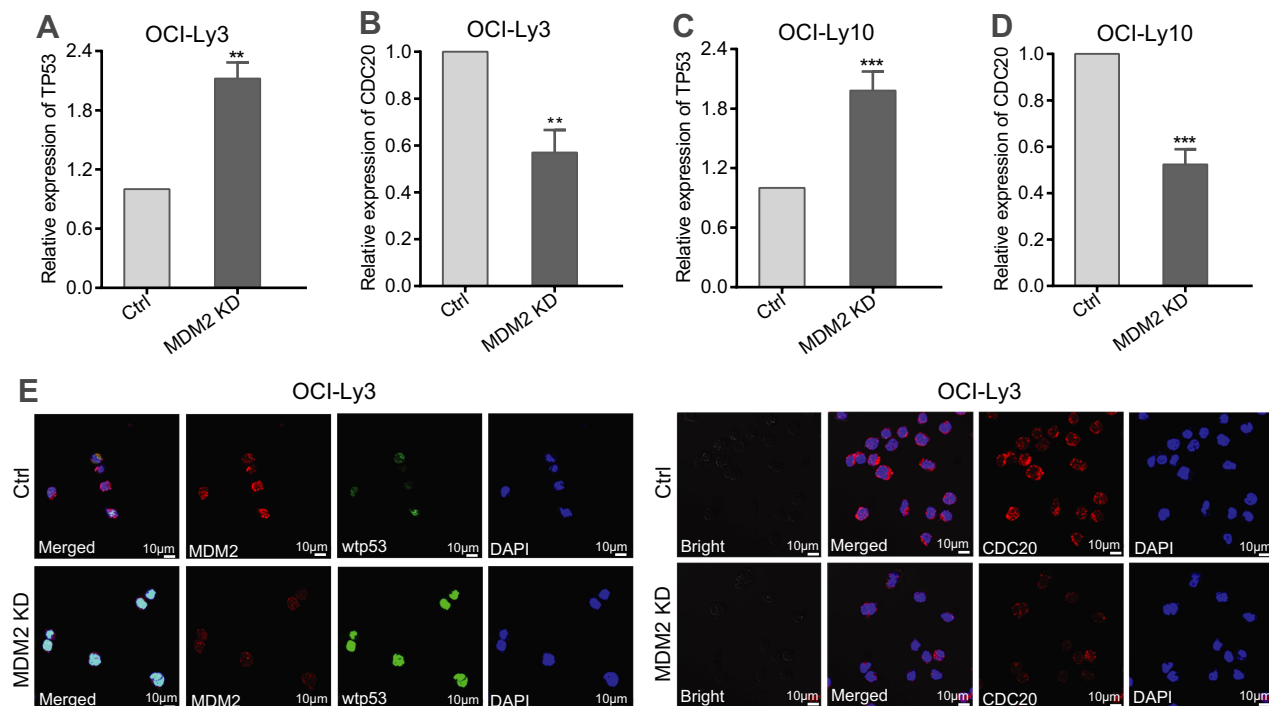 A
OCI-Ly3
Relative expression of TP53
2.4
1.8
1.2
0.6
0.0
**
Ctrl
MDM2 KD
B
OCI-Ly3
Relative expression of CDC20
1.0
0.8
0.6
0.4
0.2
0.0
**
Ctrl
MDM2 KD
C
OCI-Ly10
Relative expression of TP53
2.4
1.8
1.2
0.6
0.0
***
Ctrl
MDM2 KD
D
OCI-Ly10
Relative expression of CDC20
1.0
0.8
0.6
0.4
0.2
0.0
***
Ctrl
MDM2 KD
E
OCI-Ly3
Ctrl
Merged 10μm
MDM2 10μm
wtp53 10μm
DAPI 10μm
MDM2 KD
Merged 10μm
MDM2 10μm
wtp53 10μm
DAPI 10μm
OCI-Ly3
Ctrl
Bright 10μm
Merged 10μm
CDC20 10μm
DAPI 10μm
MDM2 KD
Bright 10μm
Merged 10μm
CDC20 10μm
DAPI 10μm